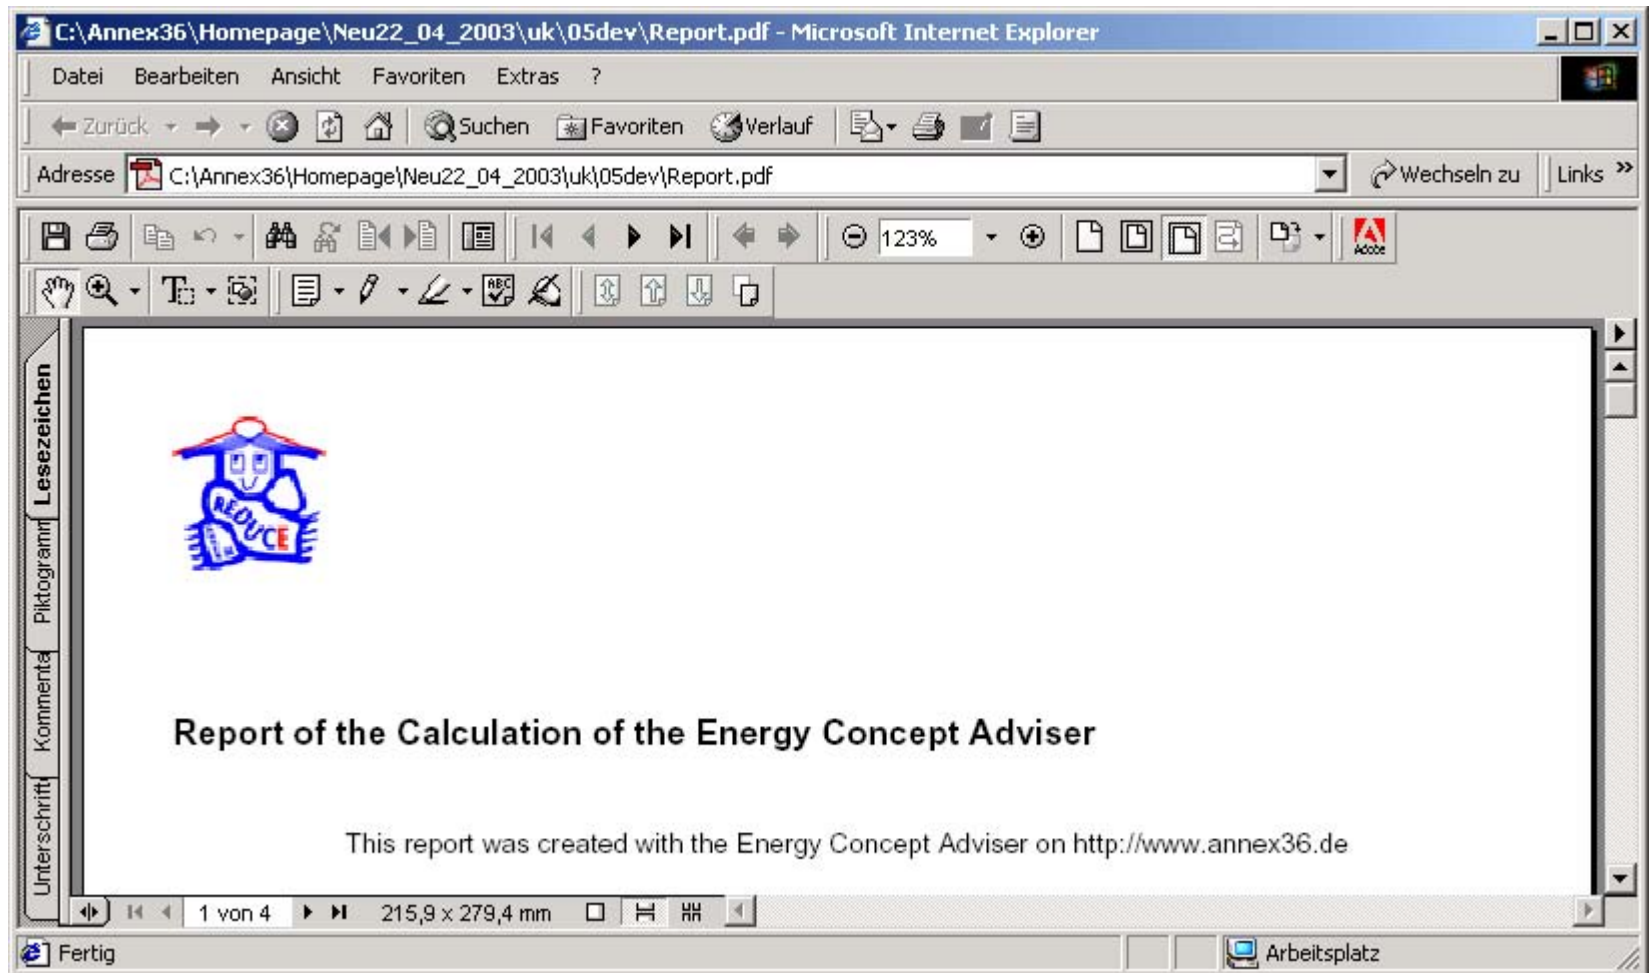 C:\Annex36\Homepage\Neu22_04_2003\uk\05dev\Report.pdf - Microsoft Internet Explorer
Datei Bearbeiten Ansicht Favoriten Extras ?
Zurück Suchen Favoriten Verlauf
Adresse C:\Annex36\Homepage\Neu22_04_2003\uk\05dev\Report.pdf Wechseln zu Links »
123% Adobe
ABC
Lesezeichen
Piktogramm
Kommenta
Unterschrift
REDUCE
Report of the Calculation of the Energy Concept Adviser
This report was created with the Energy Concept Adviser on http://www.annex36.de
1 von 4 215,9 x 279,4 mm
Fertig Arbeitsplatz